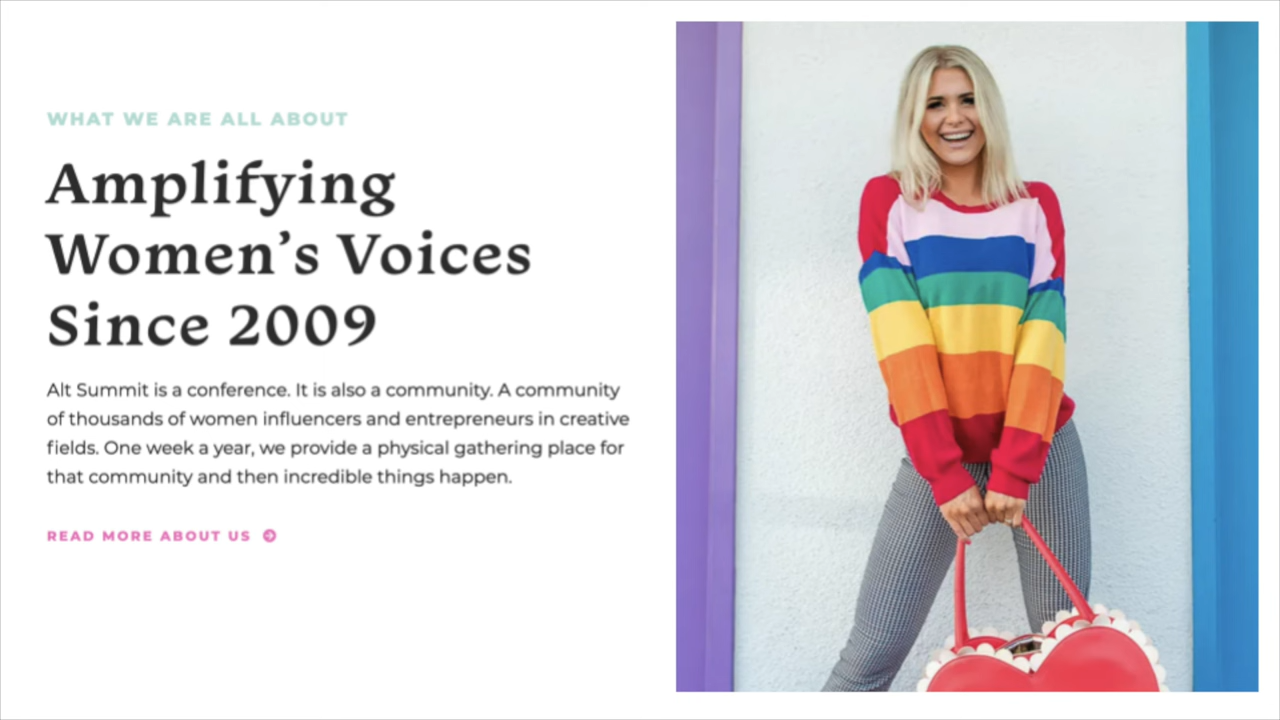 WHAT WE ARE ALL ABOUT
Amplifying
Women’s Voices
Since 2009
Alt Summit is a conference. It is also a community. A community
of thousands of women influencers and entrepreneurs in creative
fields. One week a year, we provide a physical gathering place for
that community and then incredible things happen.
READ MORE ABOUT US